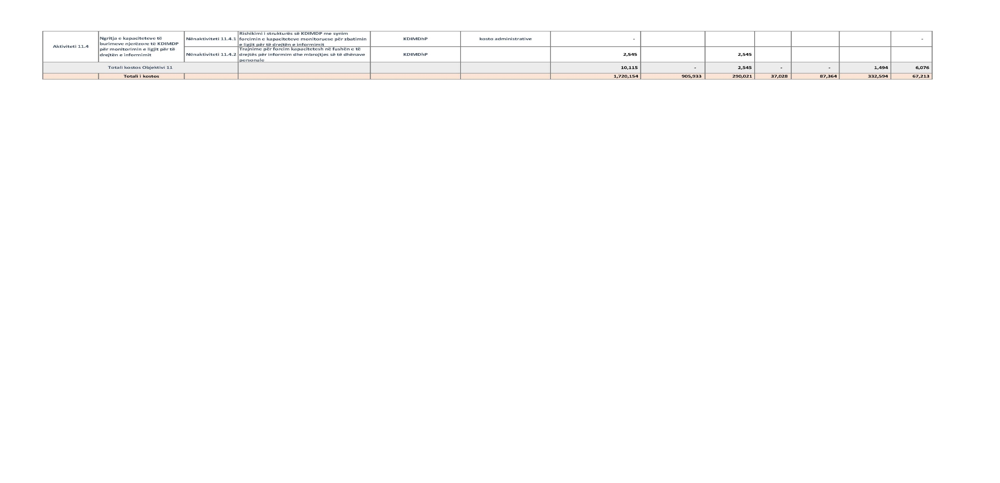 Aktiviteti 11.4
Ngritja e kapaciteteve të
burimeve njerëzore të KDIMDP
për monitorimin e ligjit për të
drejtën e informimit
Nënaktiviteti 11.4.1
Rishikimi i strukturës së KDIMDP me synim
forcimin e kapaciteteve monitoruese për zbatimin
e ligjit për të drejtën e informimit
KDIMDhP
kosto administrative
-
-
Nënaktiviteti 11.4.2
Trajnime për forcim kapacitetesh në fushën e të
drejtës për informim dhe mbrojtjes së të dhënave
personale
KDIMDhP
2,545
2,545
Totali kostos Objektivi 11
10,115
-
2,545
-
-
1,494
6,076
Totali i kostos
1,720,154
905,933
290,021
37,028
87,364
332,594
67,213